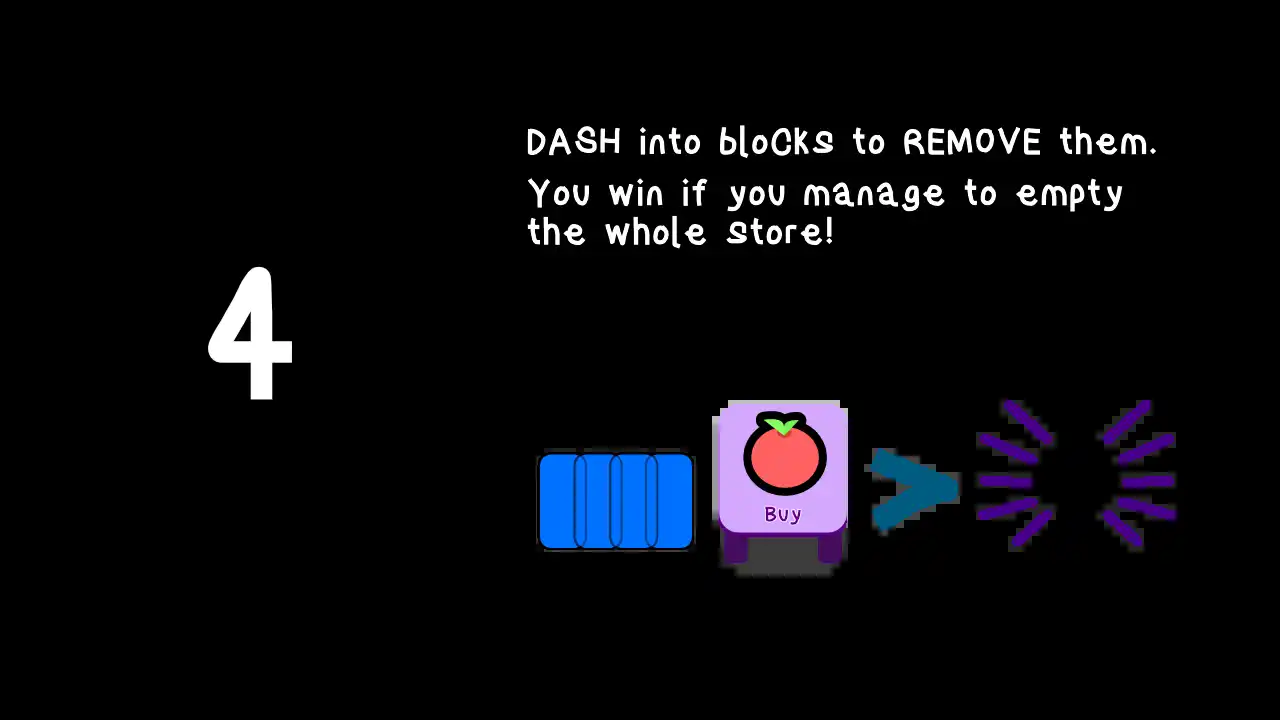 DASH into bloCks to REMOVE them.
You win if you manage to empty
the whole store!
4
Buy